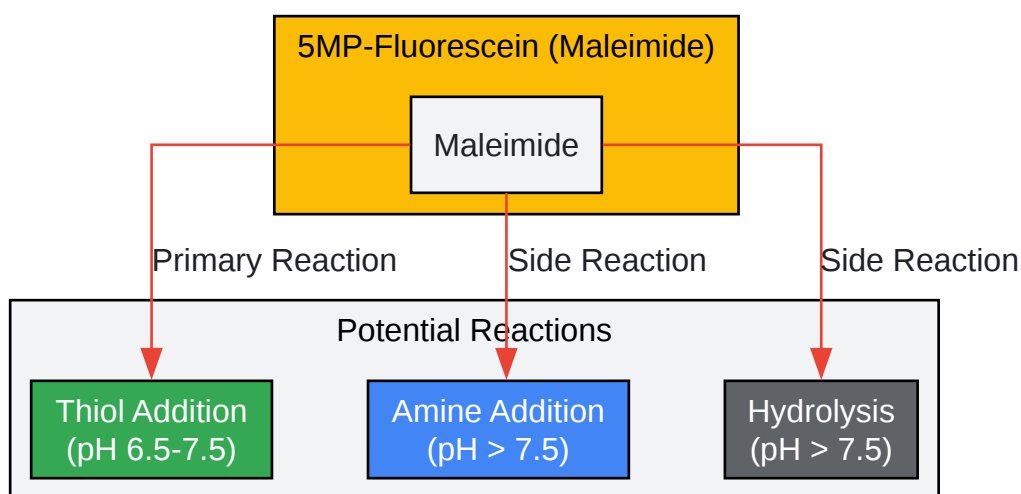 5MP-Fluorescein (Maleimide)
Maleimide
Primary Reaction
Side Reaction
Side Reaction
Potential Reactions
Thiol Addition
(pH 6.5-7.5)
Amine Addition
(pH > 7.5)
Hydrolysis
(pH > 7.5)